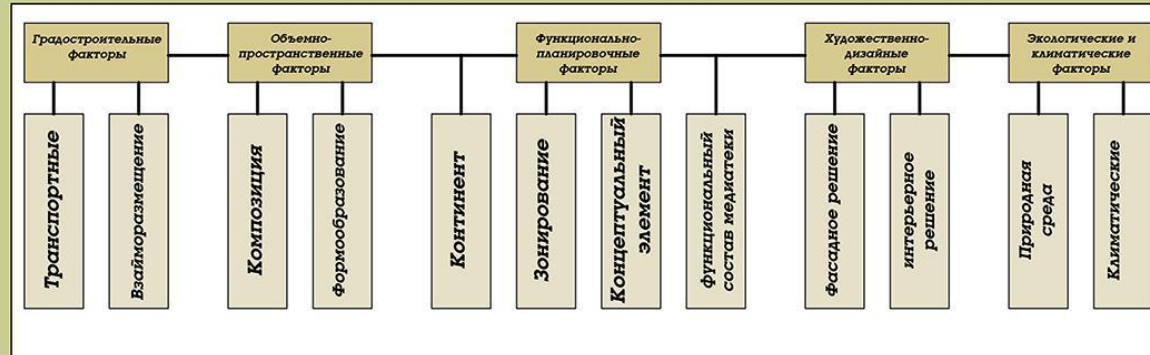 Градостроительные
факторы
Объемно-
пространственные
факторы
Функционально-
планировочные
факторы
Художественно-
дизайные
факторы
Экологические и
климатические
факторы
Транспортные
Взайморазмещение
Композиция
Формообразование
Континент
Зонирование
Концептуальный
элемент
функциональный
состав медиатеки
Фасадное решение
интерьерное
решение
Природная
среда
Климатические